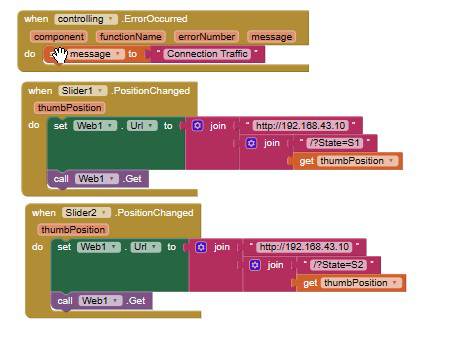 when controlling .ErrorOccurred
component functionName errorNumber message
do message to " Connection Traffic "
when Slider1 .PositionChanged
thumbPosition
do set Web1 . Url to join " http://192.168.43.10 "
join " /?State=S1 "
get thumbPosition
call Web1 .Get
when Slider2 .PositionChanged
thumbPosition
do set Web1 . Url to join " http://192.168.43.10 "
join " /?State=S2 "
get thumbPosition
call Web1 .Get